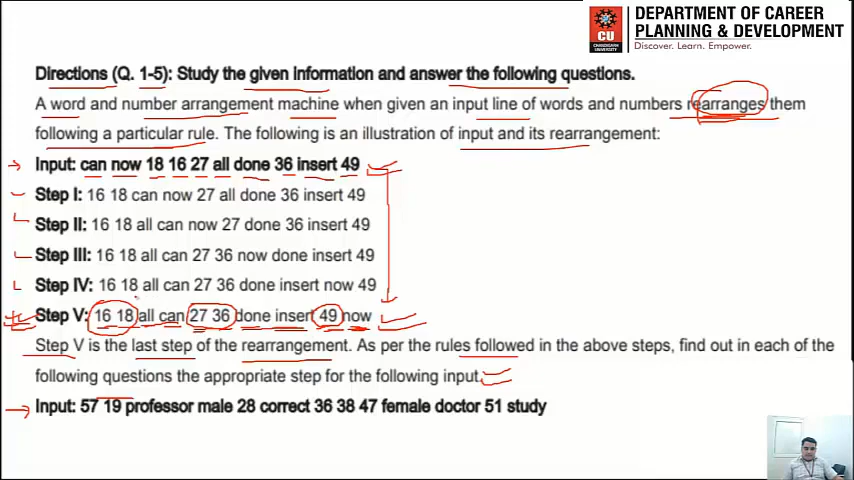 DEPARTMENT OF CAREER
PLANNING & DEVELOPMENT
Discover. Learn. Empower.
CU
CHANDIGARH
UNIVERSITY
Directions (Q. 1-5): Study the given information and answer the following questions.
A word and number arrangement machine when given an input line of words and numbers rearranges them
following a particular rule. The following is an illustration of input and its rearrangement:
Input: can now 18 16 27 all done 36 insert 49
Step I: 16 18 can now 27 all done 36 insert 49
Step II: 16 18 all can now 27 done 36 insert 49
Step III: 16 18 all can 27 36 now done insert 49
Step IV: 16 18 all can 27 36 done insert now 49
Step V: 16 18 all can 27 36 done insert 49 now
Step V is the last step of the rearrangement. As per the rules followed in the above steps, find out in each of the
following questions the appropriate step for the following input.
Input: 57 19 professor male 28 correct 36 38 47 female doctor 51 study